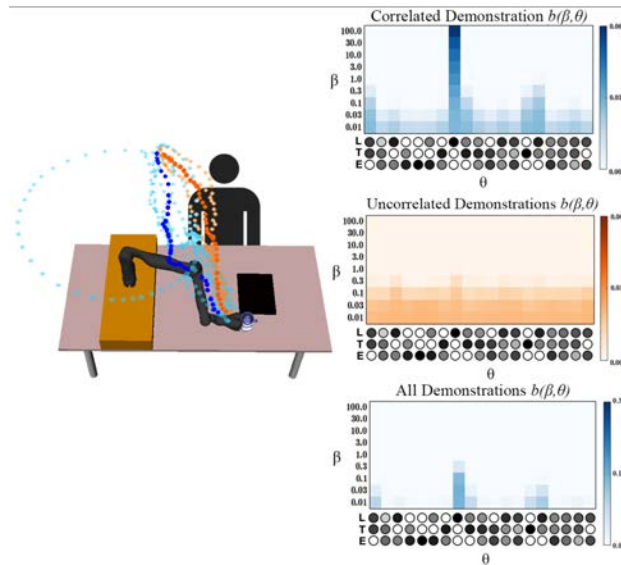 Correlated Demonstration b(β,θ)
100.0
30.0
10.0
3.0
β
1.0
0.3
0.1
0.03
0.01
L
T
E
θ
Uncorrelated Demonstrations b(β,θ)
100.0
30.0
10.0
3.0
β
1.0
0.3
0.1
0.03
0.01
L
T
E
θ
All Demonstrations b(β,θ)
100.0
30.0
10.0
3.0
β
1.0
0.3
0.1
0.03
0.01
L
T
E
θ